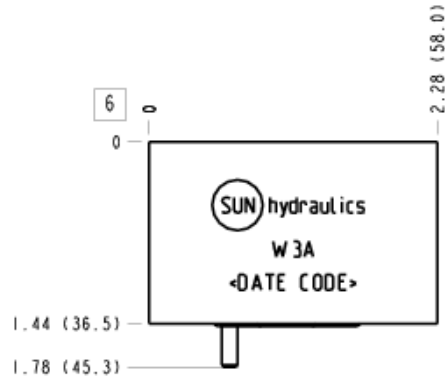 2.28 (58.0)
6
0
0
SUN hydraulics
W3A
<DATE CODE>
1.44 (36.5)
1.78 (45.3)